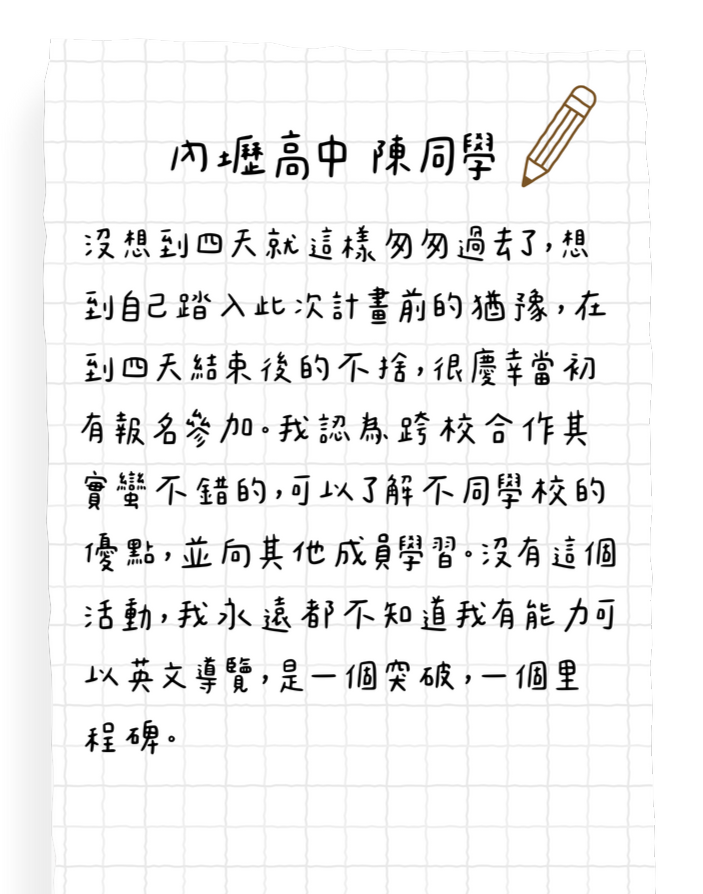 內壢高中 陳同學
沒想到四天就這樣匆匆過去了，想
到自己踏入此次計畫前的猶豫，在
到四天結束後的不捨，很慶幸當初
有報名參加。我認為跨校合作其
實蠻不錯的，可以了解不同學校的
優點，並向其他成員學習。沒有這個
活動，我永遠都不知道我有能力可
以英文導覽，是一個突破，一個里
程碑。